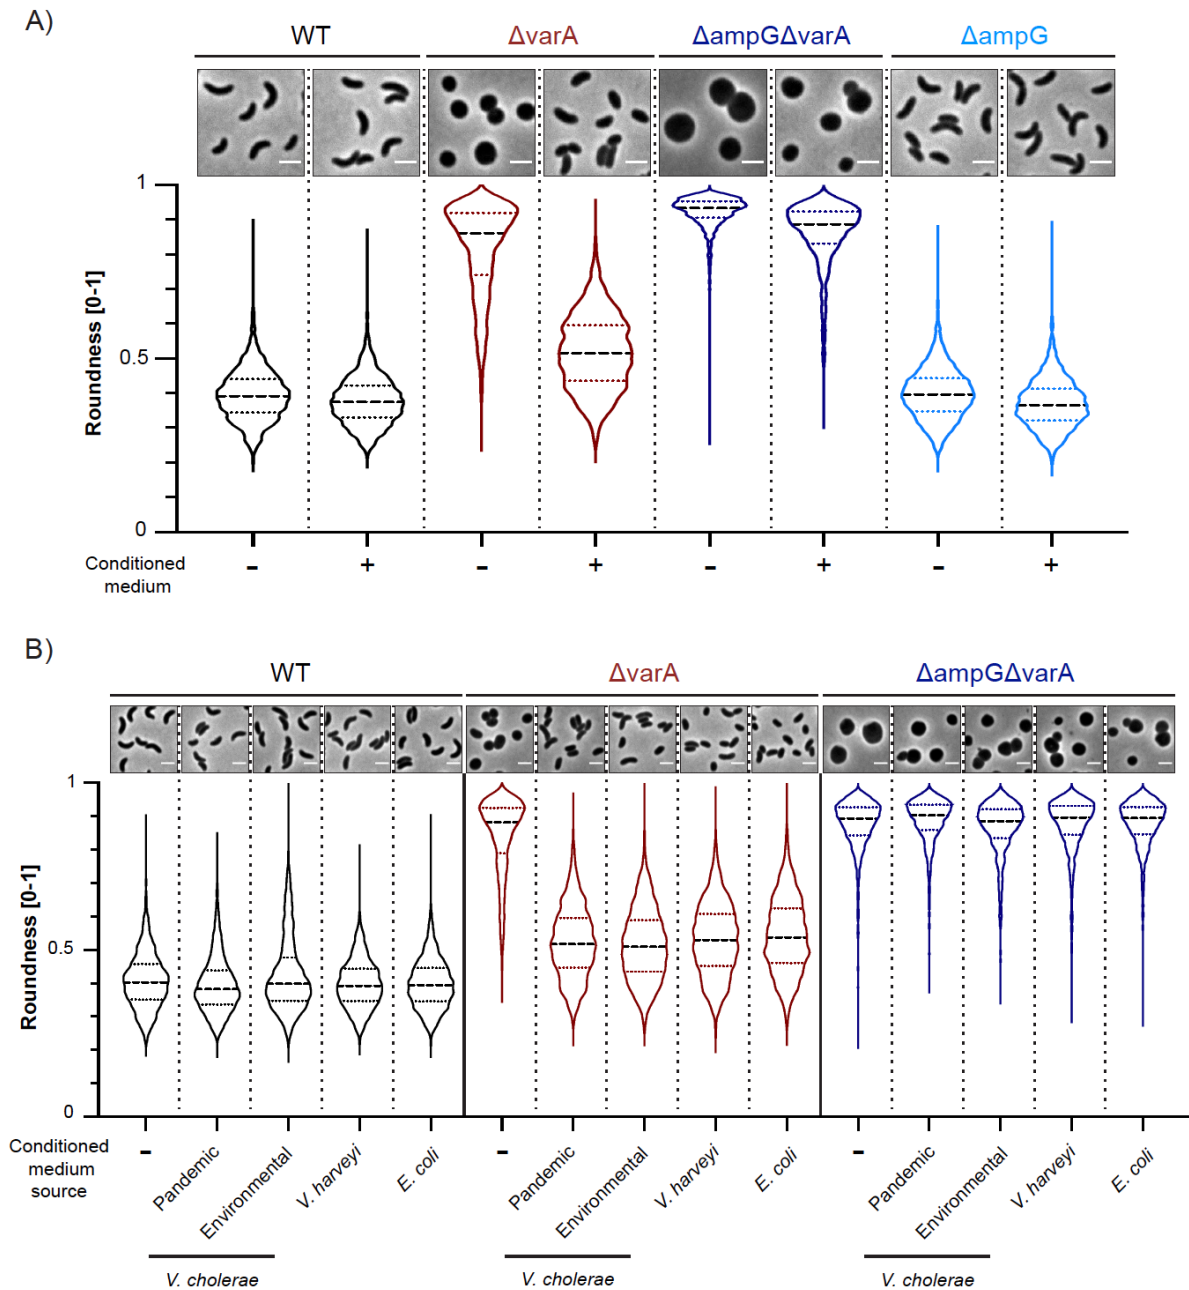 A)
WT
ΔvarA
ΔampGΔvarA
ΔampG
1
0.5
0
Roundness [0-1]
Conditioned
medium
- + - + - + - +
B)
WT
ΔvarA
ΔampGΔvarA
1
0.5
0
Roundness [0-1]
Conditioned
medium
source
- Pandemic Environmental V. harveyi E. coli - Pandemic Environmental V. harveyi E. coli - Pandemic Environmental V. harveyi E. coli
V. cholerae V. cholerae V. cholerae